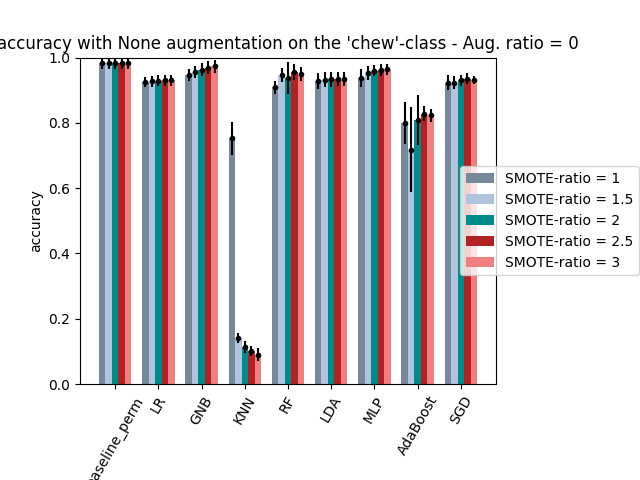 accuracy with None augmentation on the 'chew'-class - Aug. ratio = 0
1.0
0.8
0.6
0.4
0.2
0.0
accuracy
SMOTE-ratio = 1
SMOTE-ratio = 1.5
SMOTE-ratio = 2
SMOTE-ratio = 2.5
SMOTE-ratio = 3
aseline_perm
LR
GNB
KNN
RF
LDA
MLP
AdaBoost
SGD